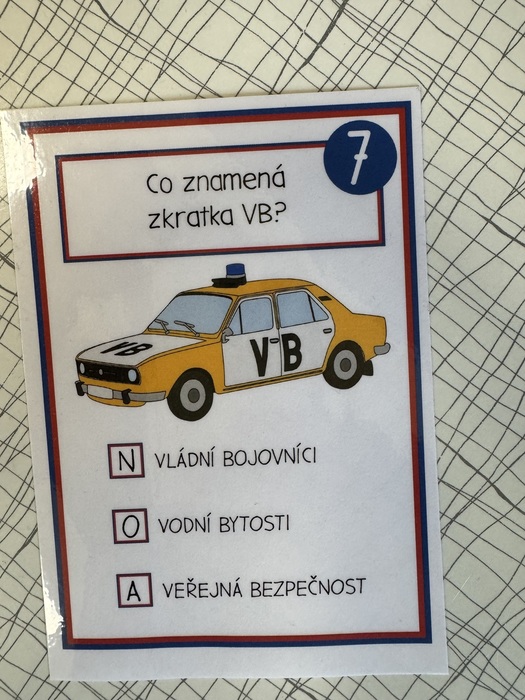 7
Co znamená
zkratka VB?
VB
VB
N VLÁDNÍ BOJOVNÍCI
O VODNÍ BYTOSTI
A VEŘEJNÁ BEZPEČNOST